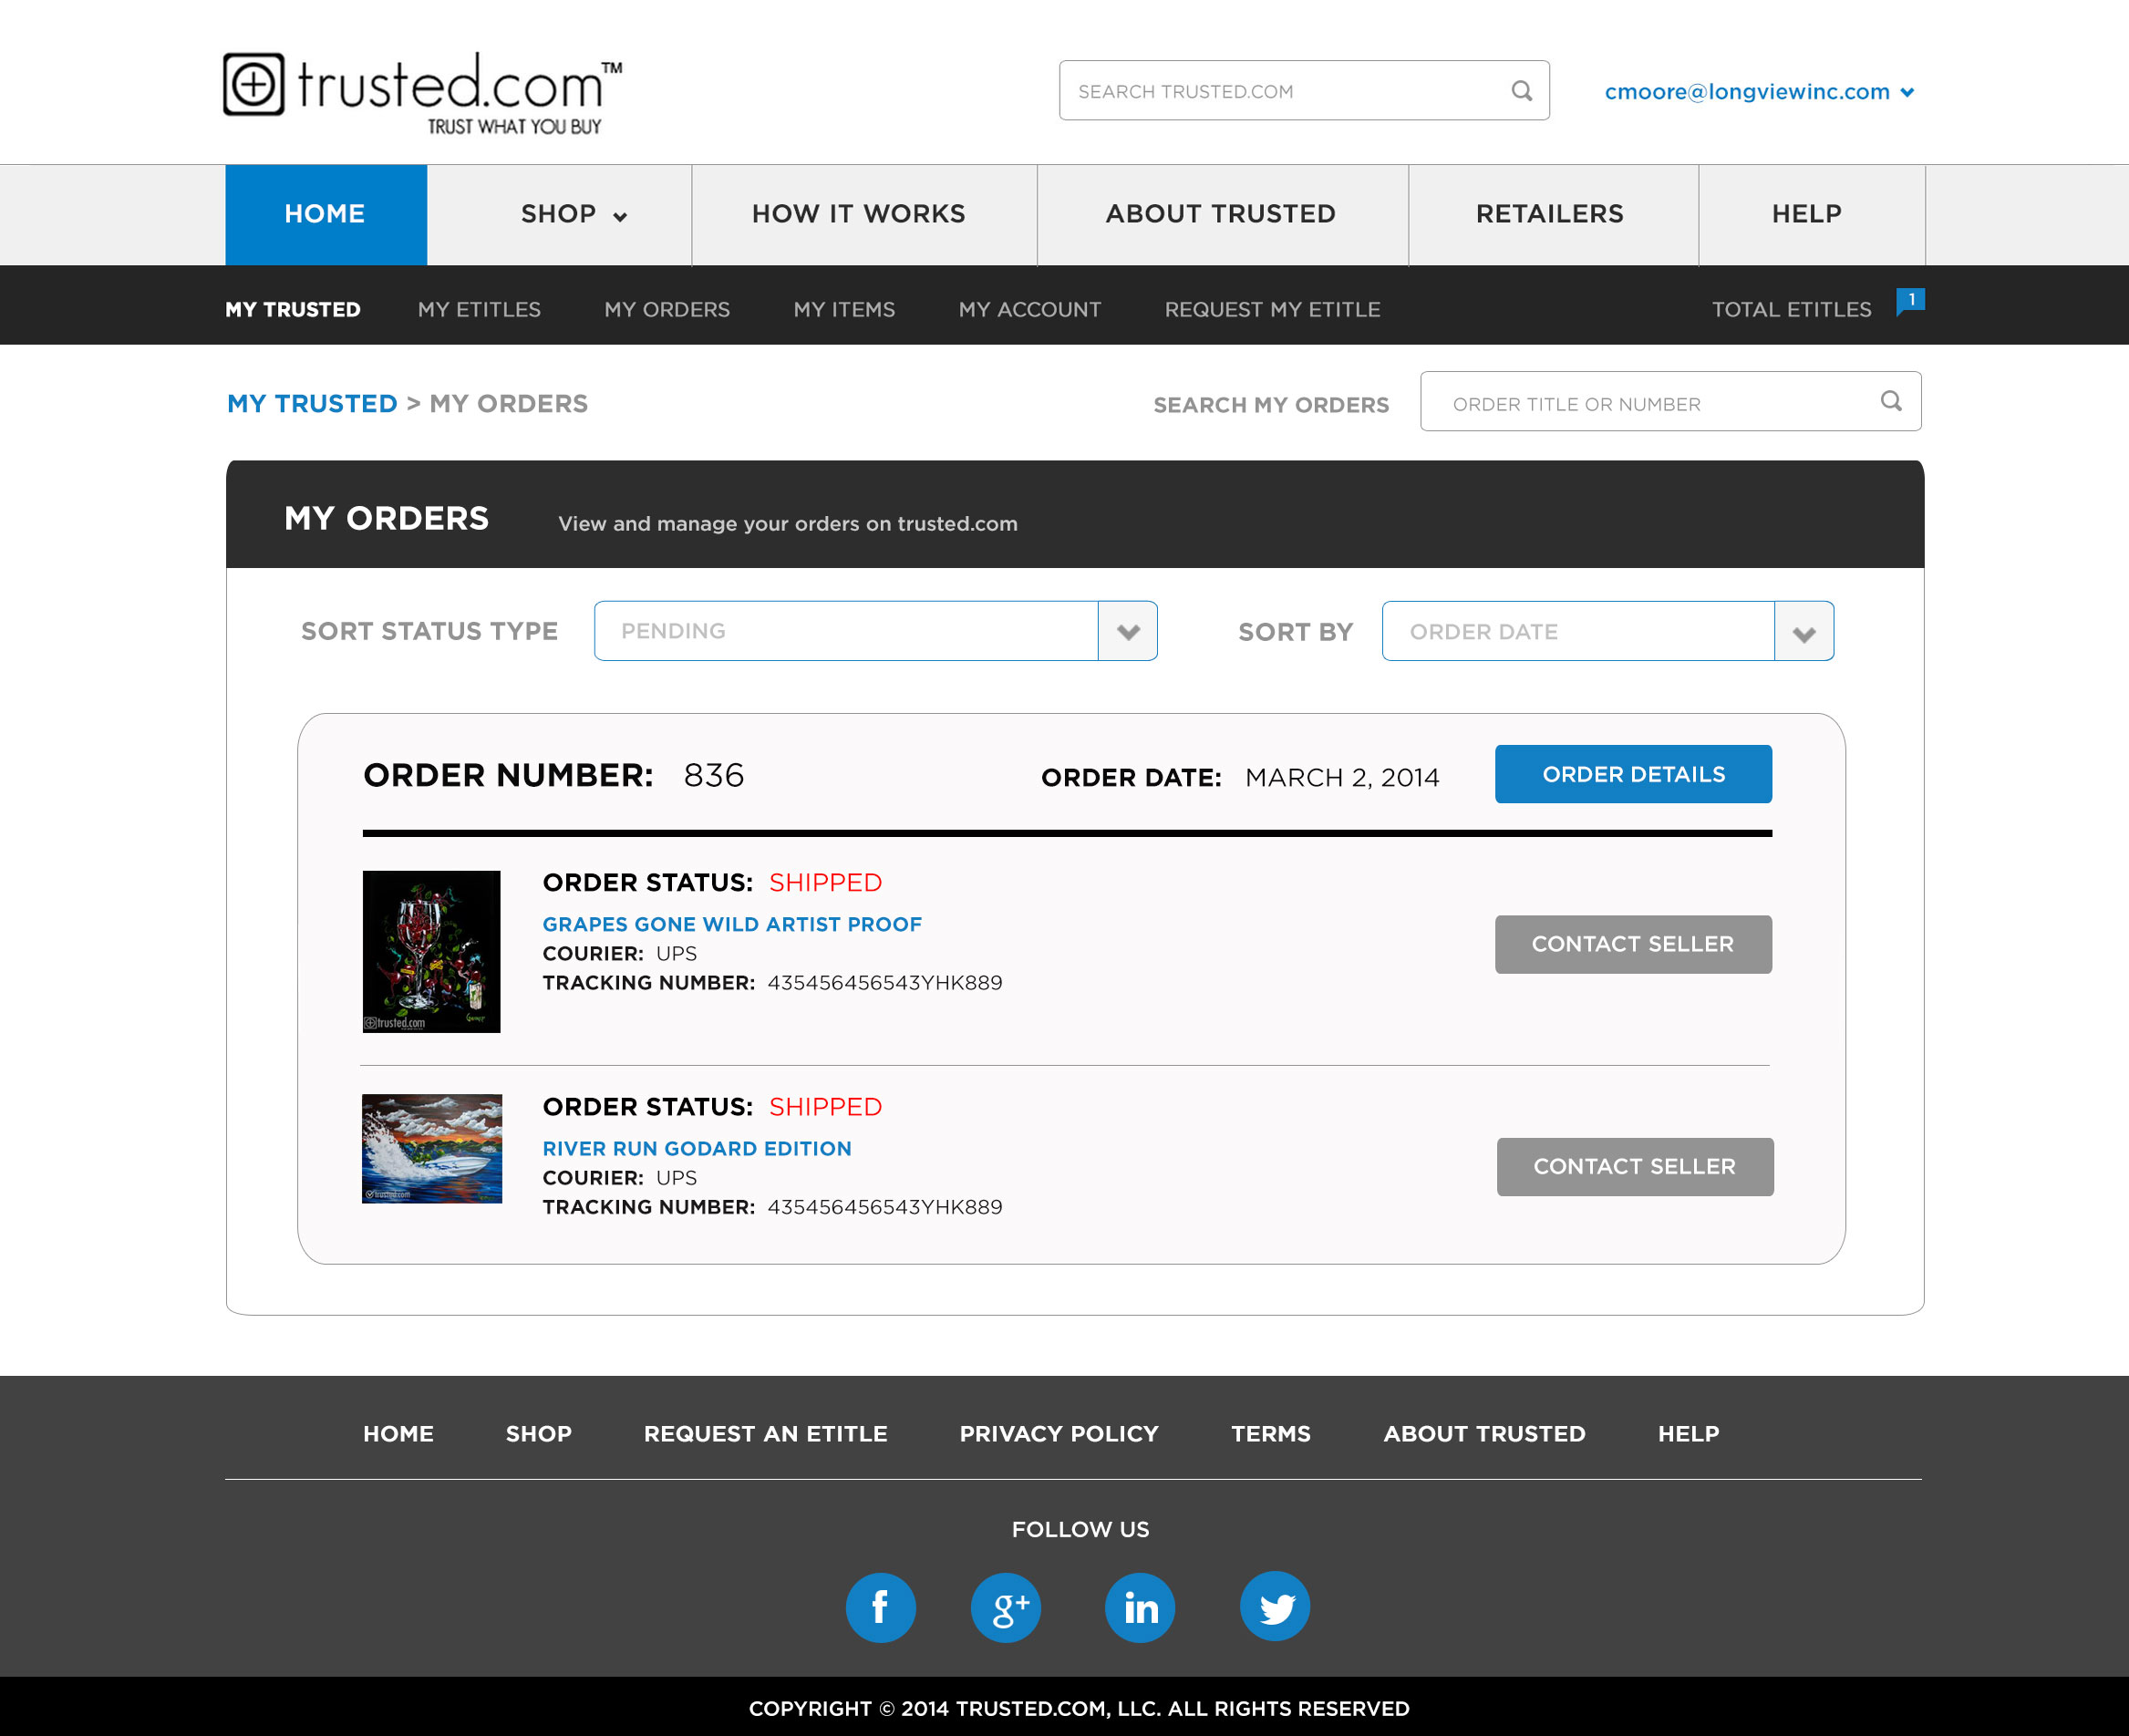 trusted.com™
TRUST WHAT YOU BUY
SEARCH TRUSTED.COM
cmoore@longviewinc.com
HOME
SHOP
HOW IT WORKS
ABOUT TRUSTED
RETAILERS
HELP
MY TRUSTED
MY ETITLES
MY ORDERS
MY ITEMS
MY ACCOUNT
REQUEST MY ETITLE
TOTAL ETITLES
1
MY TRUSTED > MY ORDERS
SEARCH MY ORDERS
ORDER TITLE OR NUMBER
MY ORDERS
View and manage your orders on trusted.com
SORT STATUS TYPE
PENDING
SORT BY
ORDER DATE
ORDER NUMBER: 836
ORDER DATE: MARCH 2, 2014
ORDER DETAILS
trusted.com
ORDER STATUS: SHIPPED
GRAPES GONE WILD ARTIST PROOF
COURIER: UPS
TRACKING NUMBER: 435456456543YHK889
CONTACT SELLER
trusted.com
ORDER STATUS: SHIPPED
RIVER RUN GODARD EDITION
COURIER: UPS
TRACKING NUMBER: 435456456543YHK889
CONTACT SELLER
HOME
SHOP
REQUEST AN ETITLE
PRIVACY POLICY
TERMS
ABOUT TRUSTED
HELP
FOLLOW US
f
g+
in
COPYRIGHT © 2014 TRUSTED.COM, LLC. ALL RIGHTS RESERVED